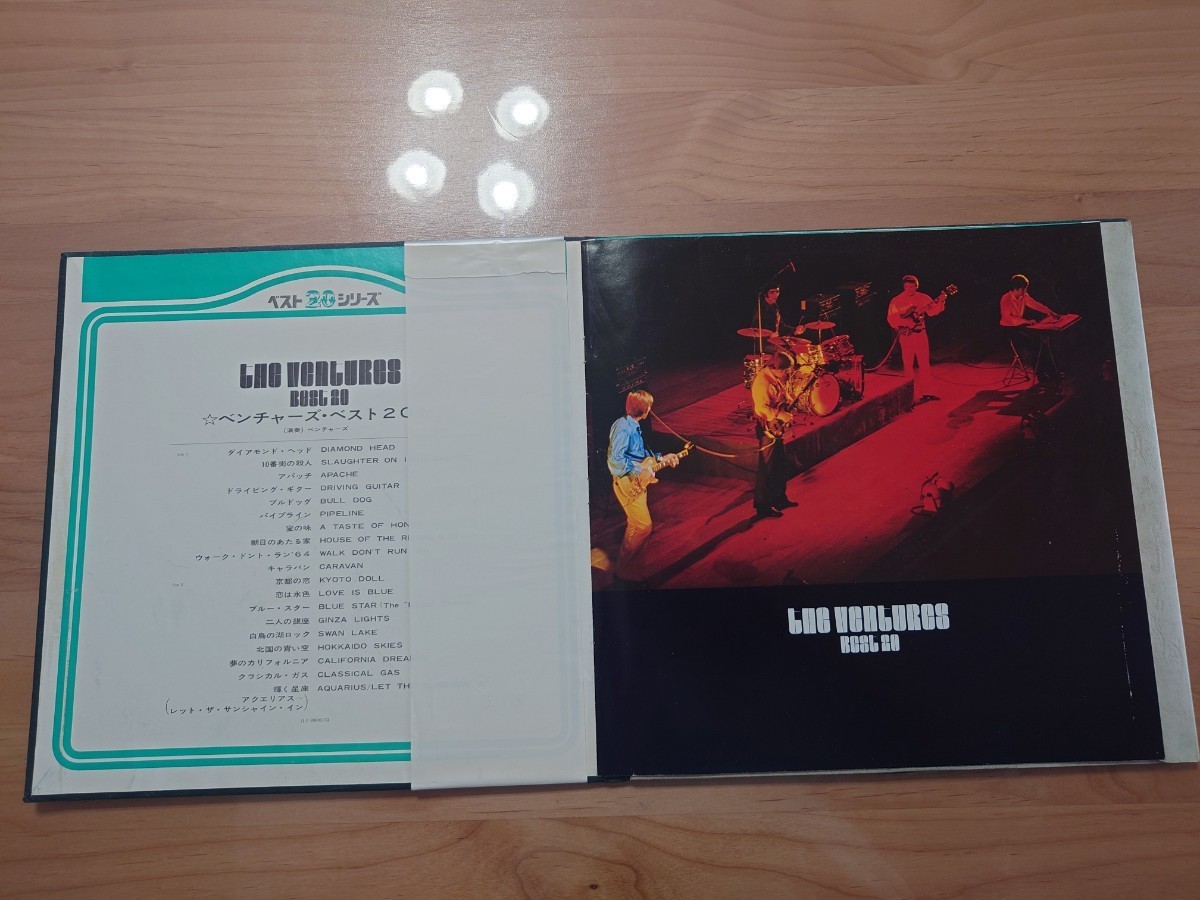 ベスト20シリーズ
the ventures
Best 20
☆ベンチャーズ・ベスト20
(演奏) ベンチャーズ
ダイアモンド・ヘッド DIAMOND HEAD
10番街の殺人 SLAUGHTER ON
アパッチ APACHE
ドライビング・ギター DRIVING GUITAR
ブルドッグ BULL DOG
パイプライン PIPELINE
蜜の味 A TASTE OF HON
朝日のあたる家 HOUSE OF THE RI
ウォーク・ドント・ラン'64 WALK DON'T RUN
キャラバン CARAVAN
京都の恋 KYOTO DOLL
恋は水色 LOVE IS BLUE
ブルー・スター BLUE STAR (The
二人の銀座 GINZA LIGHTS
白鳥の湖ロック SWAN LAKE
北国の青い空 HOKKAIDO SKIES
夢のカリフォルニア CALIFORNIA DREA
クラシカル・ガス CLASSICAL GAS
輝く星座 AQUARIUS/LET TH
(アクエリアス〜
レット・ザ・サンシャイン・イン)
the ventures
Best 20